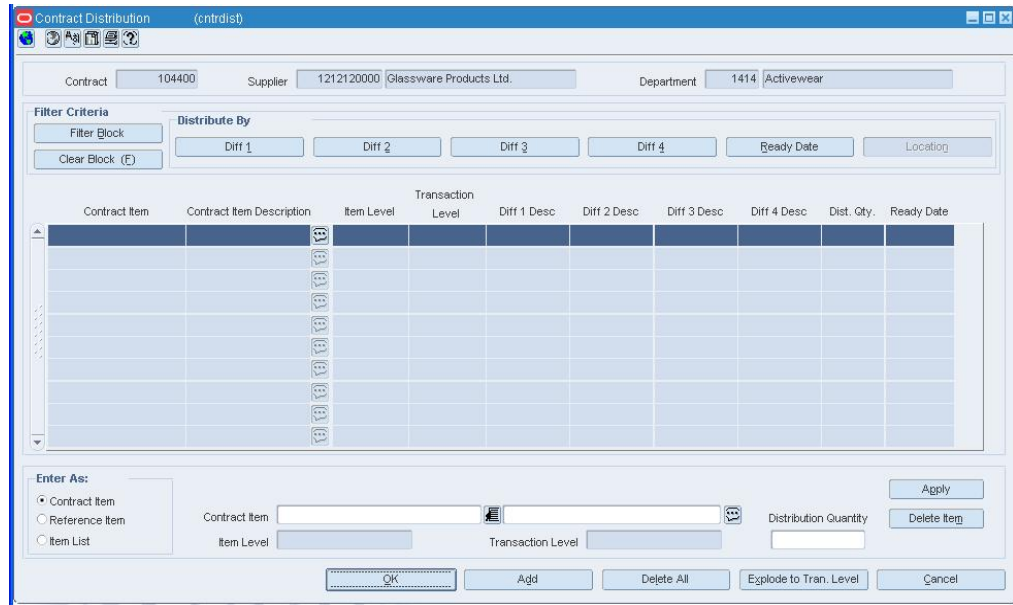 Contract Distribution (cntrdist)
Contract 104400 Supplier 1212120000 Glassware Products Ltd. Department 1414 Activewear
Filter Criteria
Filter Block
Clear Block (F)
Distribute By
Diff 1 Diff 2 Diff 3 Diff 4 Ready Date Location
Contract Item Contract Item Description Item Level Transaction Level Diff 1 Desc Diff 2 Desc Diff 3 Desc Diff 4 Desc Dist. Qty. Ready Date
Enter As:
Contract Item
Reference Item
Item List
Contract Item
Item Level Transaction Level
Distribution Quantity
Apply
Delete Item
OK Add Delete All Explode to Tran. Level Cancel